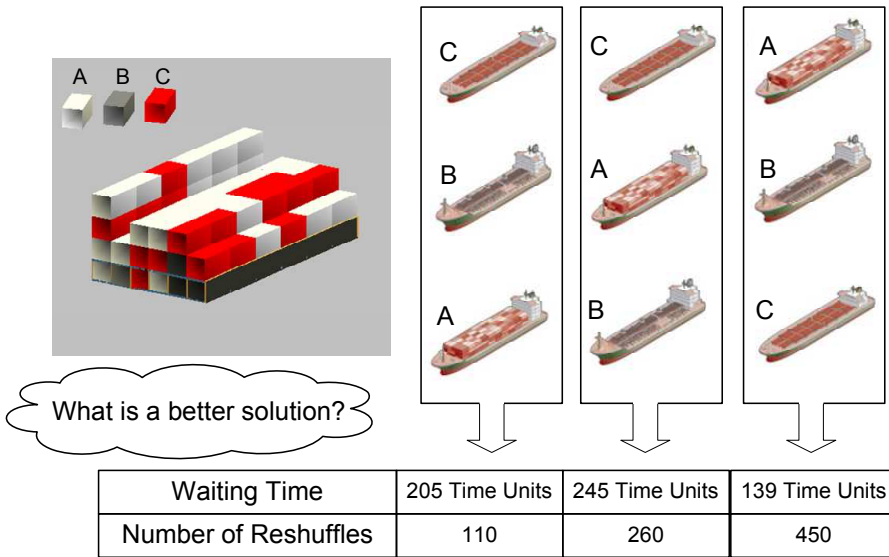 A B C
C
B
A
C
A
B
A
B
C
What is a better solution?
Waiting Time 205 Time Units 245 Time Units 139 Time Units
Number of Reshuffles 110 260 450